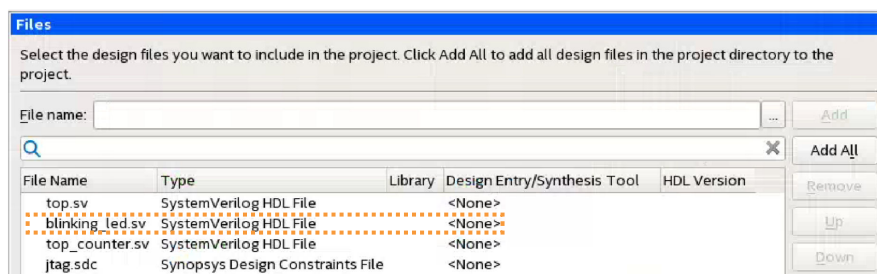 Files
Select the design files you want to include in the project. Click Add All to add all design files in the project directory to the
project.
File name: ... Add
Add All
File Name Type Library Design Entry/Synthesis Tool HDL Version Remove
top.sv SystemVerilog HDL File <None>
blinking_led.sv SystemVerilog HDL File <None> Up
top_counter.sv SystemVerilog HDL File <None>
jtag.sdc Synopsys Design Constraints File <None> Down